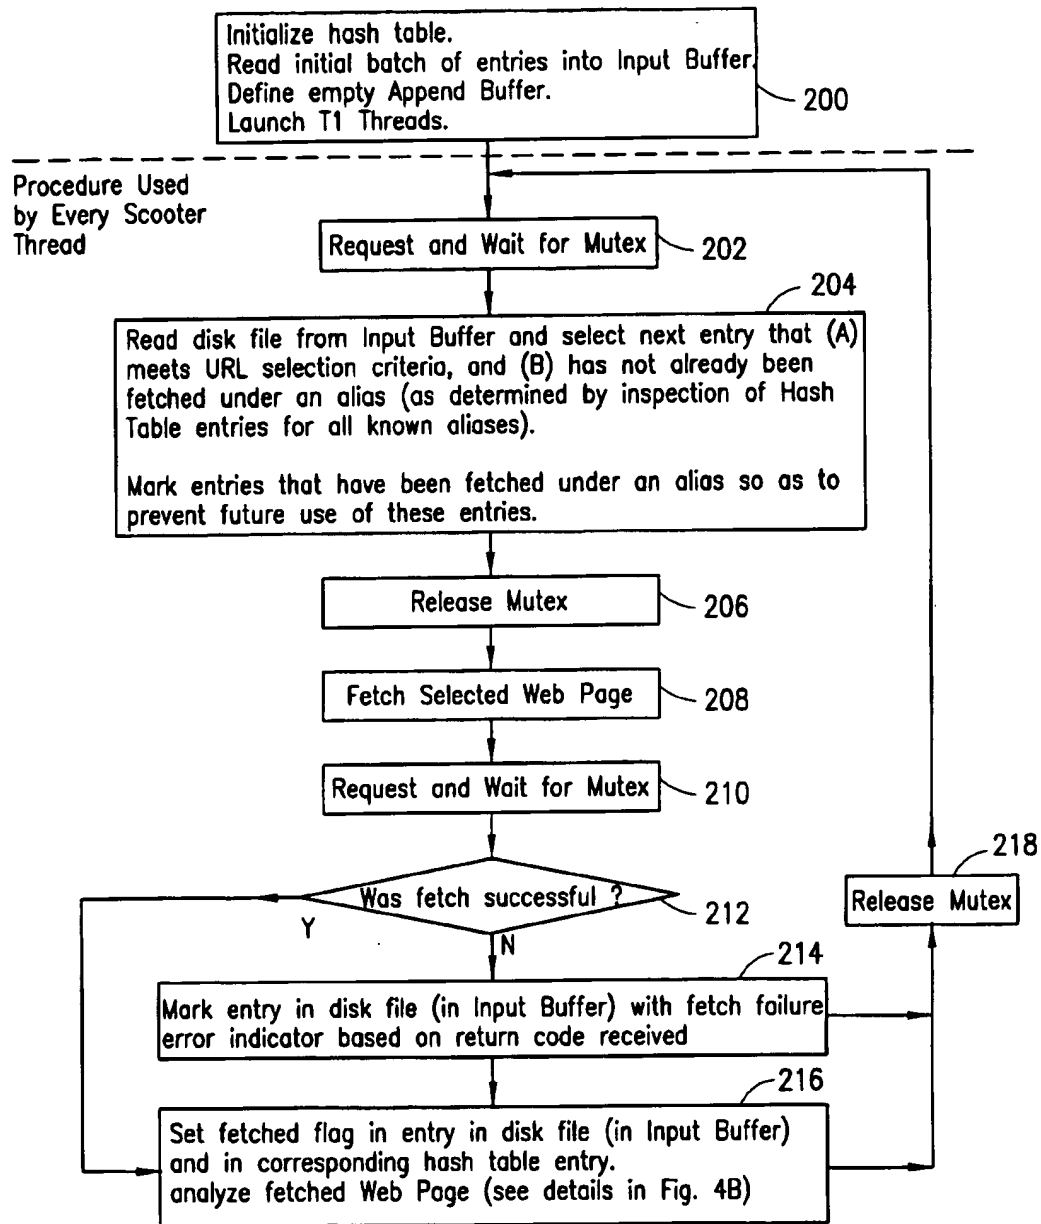 Initialize hash table.
Read initial batch of entries into Input Buffer.
Define empty Append Buffer.
Launch T1 Threads.
200
Procedure Used
by Every Scooter
Thread
Request and Wait for Mutex
202
204
Read disk file from Input Buffer and select next entry that (A)
meets URL selection criteria, and (B) has not already been
fetched under an alias (as determined by inspection of Hash
Table entries for all known aliases).
Mark entries that have been fetched under an alias so as to
prevent future use of these entries.
Release Mutex
206
Fetch Selected Web Page
208
Request and Wait for Mutex
210
Was fetch successful ?
212
Y
N
218
Release Mutex
214
Mark entry in disk file (in Input Buffer) with fetch failure
error indicator based on return code received
216
Set fetched flag in entry in disk file (in Input Buffer)
and in corresponding hash table entry.
analyze fetched Web Page (see details in Fig. 4B)